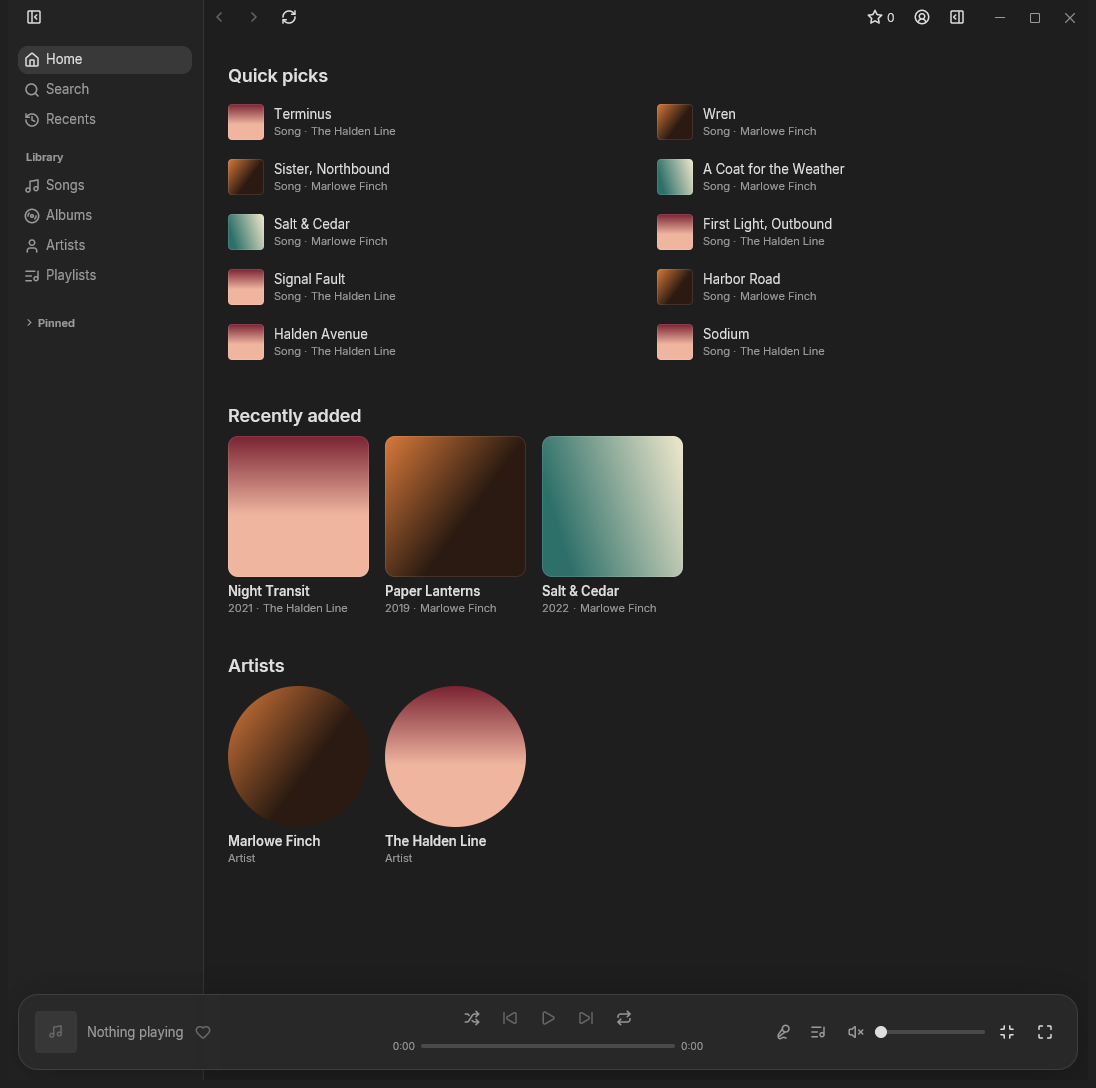 0
Home
Search
Recents
Library
Songs
Albums
Artists
Playlists
Pinned
Quick picks
Terminus
Song · The Halden Line
Wren
Song · Marlowe Finch
Sister, Northbound
Song · Marlowe Finch
A Coat for the Weather
Song · Marlowe Finch
Salt & Cedar
Song · Marlowe Finch
First Light, Outbound
Song · The Halden Line
Signal Fault
Song · The Halden Line
Harbor Road
Song · Marlowe Finch
Halden Avenue
Song · The Halden Line
Sodium
Song · The Halden Line
Recently added
Night Transit
2021 · The Halden Line
Paper Lanterns
2019 · Marlowe Finch
Salt & Cedar
2022 · Marlowe Finch
Artists
Marlowe Finch
Artist
The Halden Line
Artist
Nothing playing
0:00
0:00